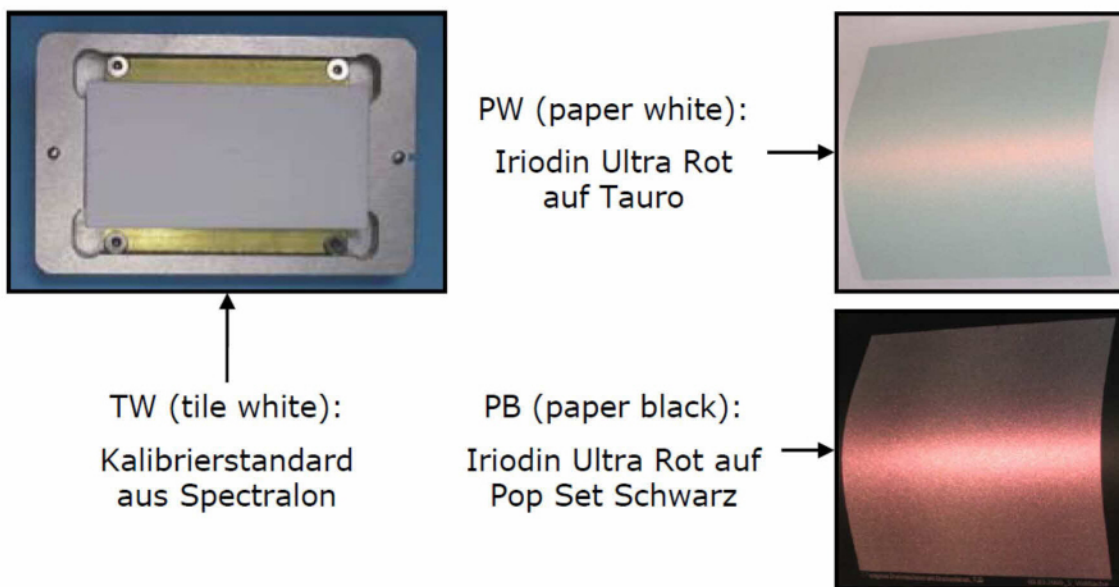 PW (paper white):
Iriodin Ultra Rot
auf Tauro
TW (tile white):
Kalibrierstandard
aus Spectralon
PB (paper black):
Iriodin Ultra Rot auf
Pop Set Schwarz